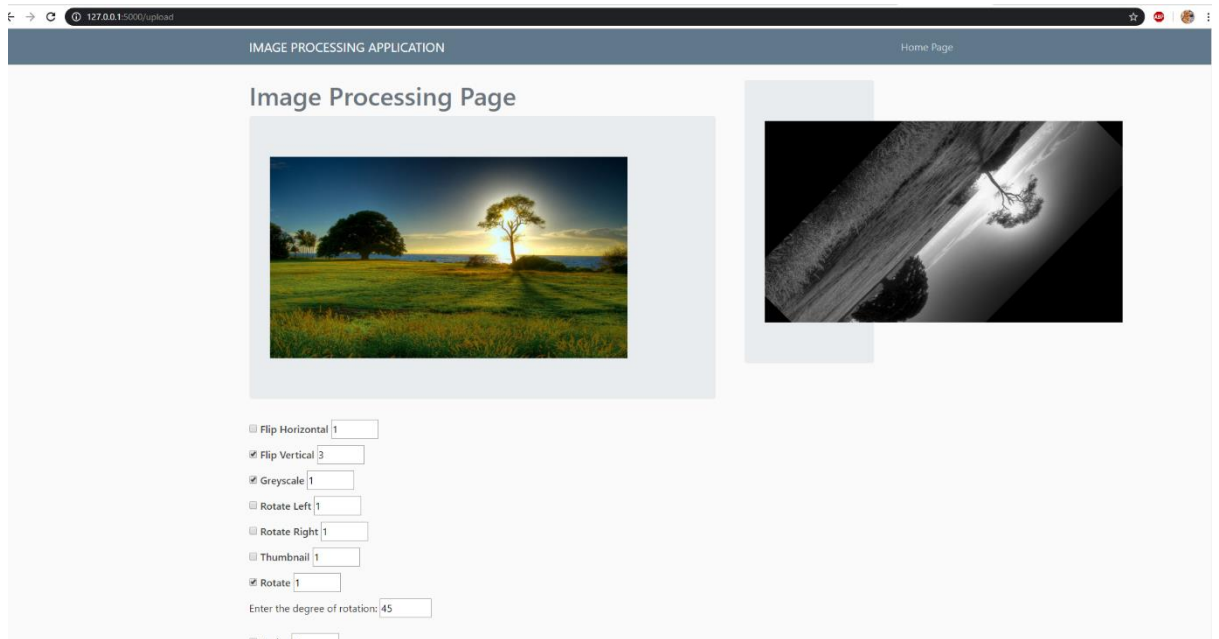 127.0.0.1:5000/upload
ABP
IMAGE PROCESSING APPLICATION
Home Page
Image Processing Page
Flip Horizontal 1
Flip Vertical 3
Greyscale 1
Rotate Left 1
Rotate Right 1
Thumbnail 1
Rotate 1
Enter the degree of rotation: 45